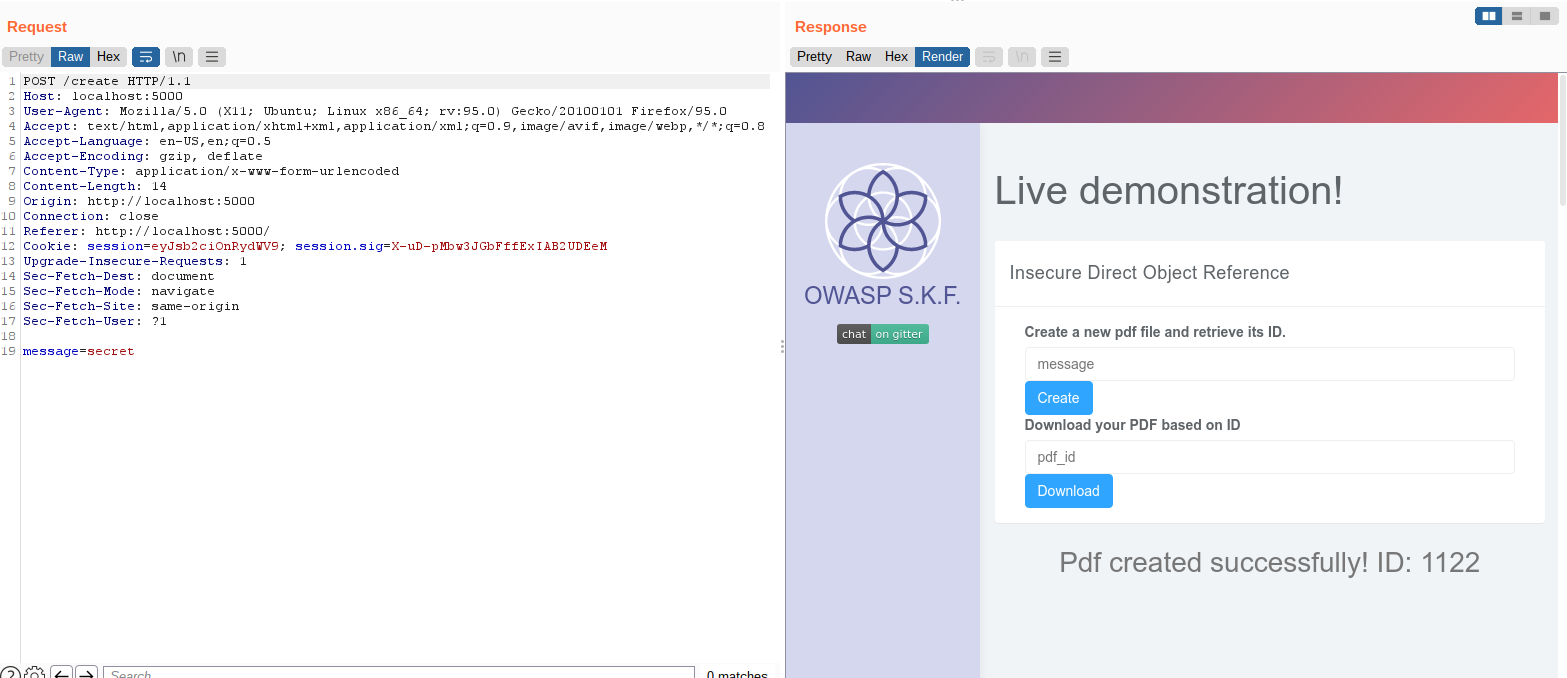 Request
Pretty Raw Hex \n
1 POST /create HTTP/1.1
2 Host: localhost:5000
3 User-Agent: Mozilla/5.0 (X11; Ubuntu; Linux x86_64; rv:95.0) Gecko/20100101 Firefox/95.0
4 Accept: text/html,application/xhtml+xml,application/xml;q=0.9,image/avif,image/webp,*/*;q=0.8
5 Accept-Language: en-US,en;q=0.5
6 Accept-Encoding: gzip, deflate
7 Content-Type: application/x-www-form-urlencoded
8 Content-Length: 14
9 Origin: http://localhost:5000
10 Connection: close
11 Referer: http://localhost:5000/
12 Cookie: session=eyJsb2ciOnRydWV9; session.sig=X-uD-pMbw3JGbFffExIAB2UDEeM
13 Upgrade-Insecure-Requests: 1
14 Sec-Fetch-Dest: document
15 Sec-Fetch-Mode: navigate
16 Sec-Fetch-Site: same-origin
17 Sec-Fetch-User: ?1
18
19 message=secret
? Search... 0 matches
Response
Pretty Raw Hex Render \n
OWASP S.K.F.
chat on gitter
Live demonstration!
Insecure Direct Object Reference
Create a new pdf file and retrieve its ID.
message
Create
Download your PDF based on ID
pdf_id
Download
Pdf created successfully! ID: 1122